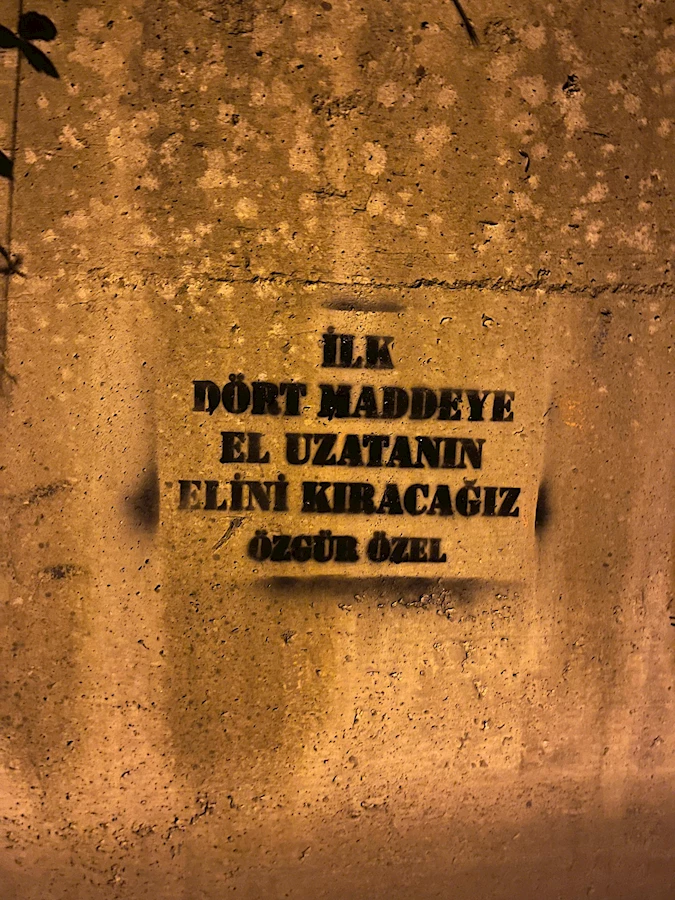 İLK
DÖRT MADDEYE
EL UZATANIN
ELİNİ KIRACAĞIZ
ÖZGÜR ÖZEL